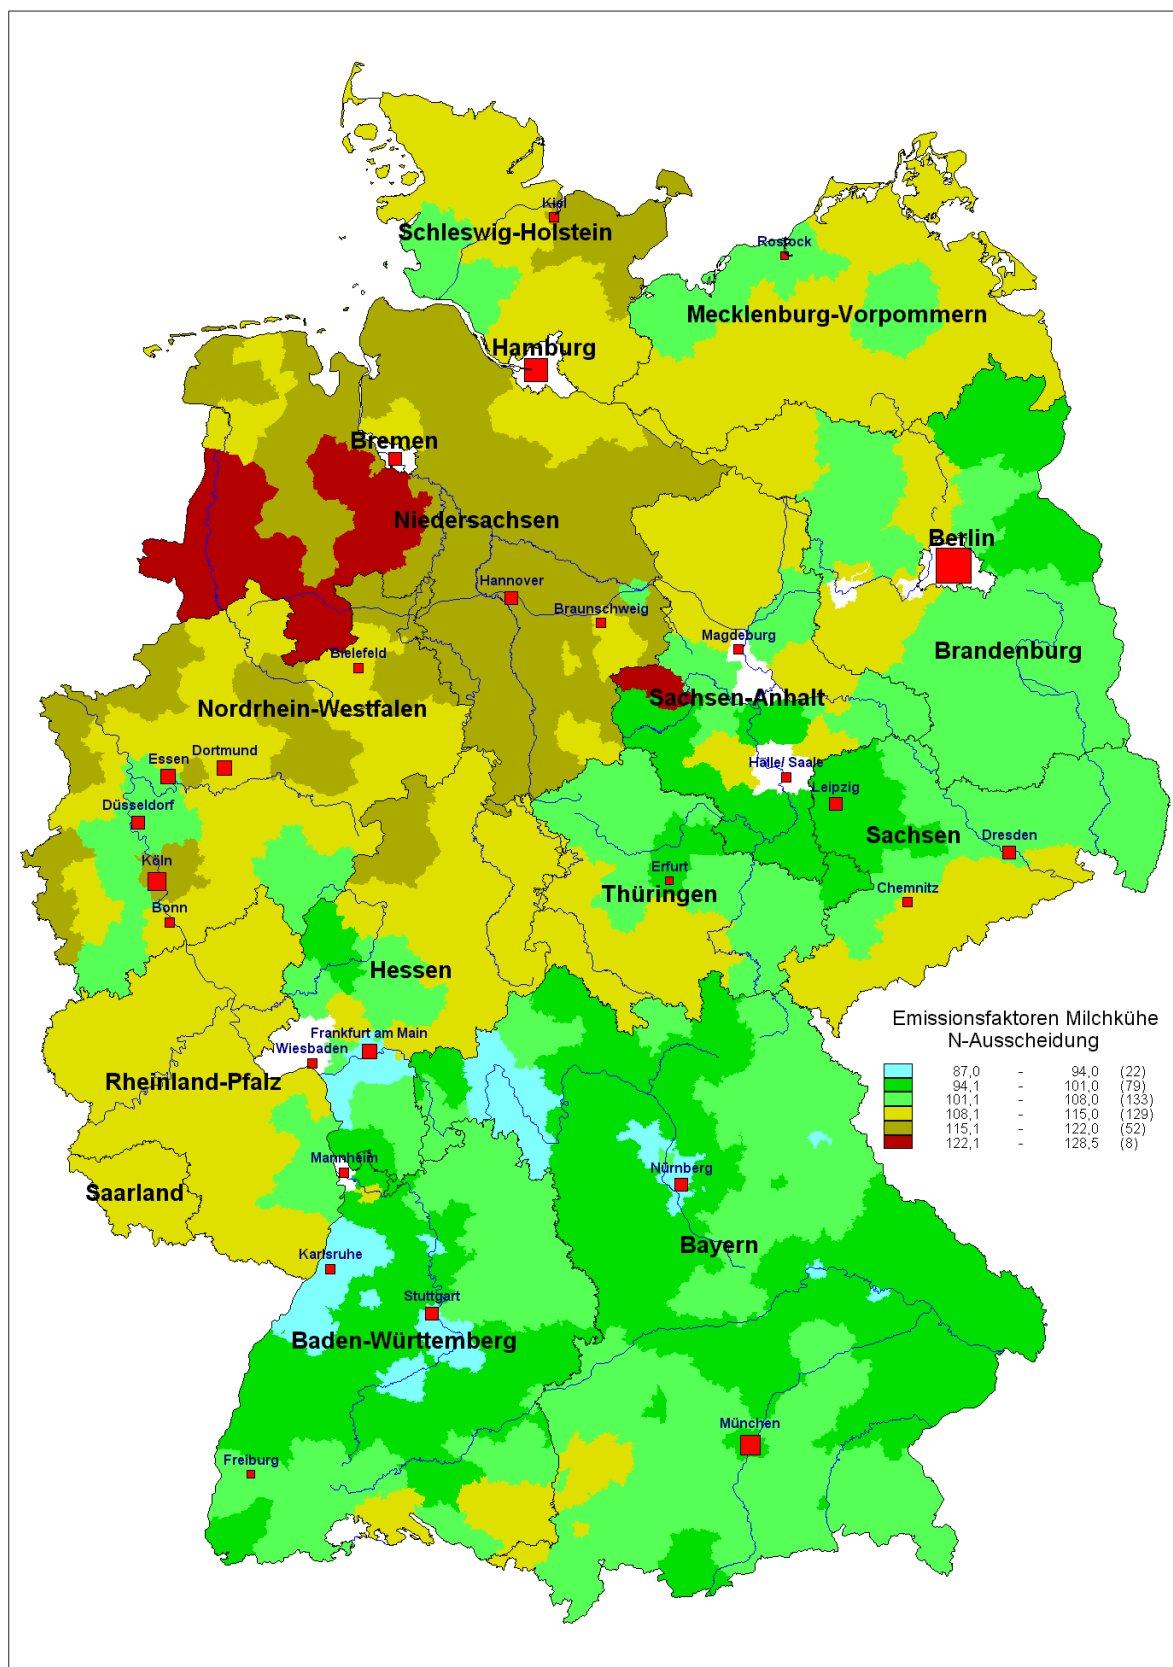 Kiel
Schleswig-Holstein
Rostock
Mecklenburg-Vorpommern
Hamburg
Bremen
Niedersachsen
Berlin
Hannover
Braunschweig
Magdeburg
Brandenburg
Bielefeld
Sachsen-Anhalt
Nordrhein-Westfalen
Dortmund
Essen
Halle/ Saale
Leipzig
Düsseldorf
Sachsen
Dresden
Köln
Erfurt
Thüringen
Chemnitz
Bonn
Hessen
Emissionsfaktoren Milchkühe
N-Ausscheidung
87,0 - 94,0 (22)
94,1 - 101,0 (79)
101,1 - 108,0 (133)
108,1 - 115,0 (129)
115,1 - 122,0 (52)
122,1 - 128,5 (8)
Frankfurt am Main
Wiesbaden
Rheinland-Pfalz
Mannheim
Nürnberg
Saarland
Bayern
Karlsruhe
Stuttgart
Baden-Württemberg
München
Freiburg